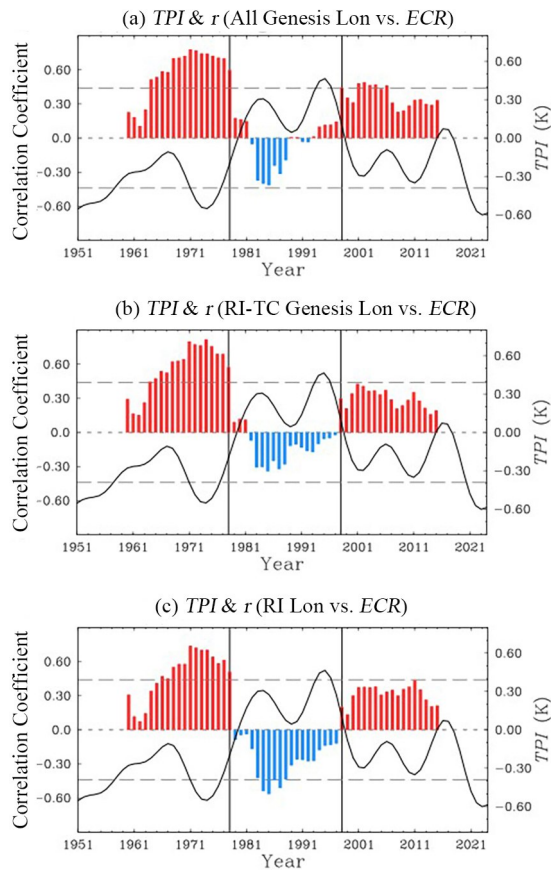 (a) TPI & r (All Genesis Lon vs. ECR)
Correlation Coefficient
0.60
0.30
0.0
−0.30
−0.60
0.60
0.30
0.00
−0.30
−0.60
TPI (K)
1951 1961 1971 1981 1991 2001 2011 2021
Year
(b) TPI & r (RI-TC Genesis Lon vs. ECR)
Correlation Coefficient
0.60
0.30
0.0
−0.30
−0.60
0.60
0.30
0.00
−0.30
−0.60
TPI (K)
1951 1961 1971 1981 1991 2001 2011 2021
Year
(c) TPI & r (RI Lon vs. ECR)
Correlation Coefficient
0.60
0.30
0.0
−0.30
−0.60
0.60
0.30
0.00
−0.30
−0.60
TPI (K)
1951 1961 1971 1981 1991 2001 2011 2021
Year